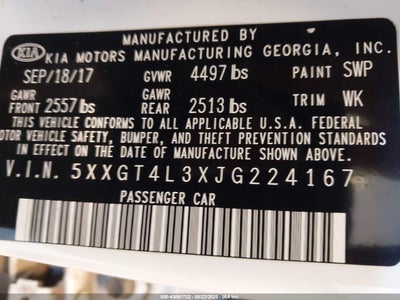 MANUFACTURED BY
KIA KIA MOTORS MANUFACTURING GEORGIA, INC.
SEP/18/17 GVWR 4497 lbs PAINT SWP
GAWR GAWR
FRONT 2557 lbs REAR 2513 lbs TRIM WK
THIS VEHICLE CONFORMS TO ALL APPLICABLE U.S.A. FEDERAL
MOTOR VEHICLE SAFETY, BUMPER, AND THEFT PREVENTION STANDARDS
IN EFFECT ON THE DATE OF MANUFACTURE SHOWN ABOVE.
V.I.N. 5XXGT4L3XJG224167
PASSENGER CAR